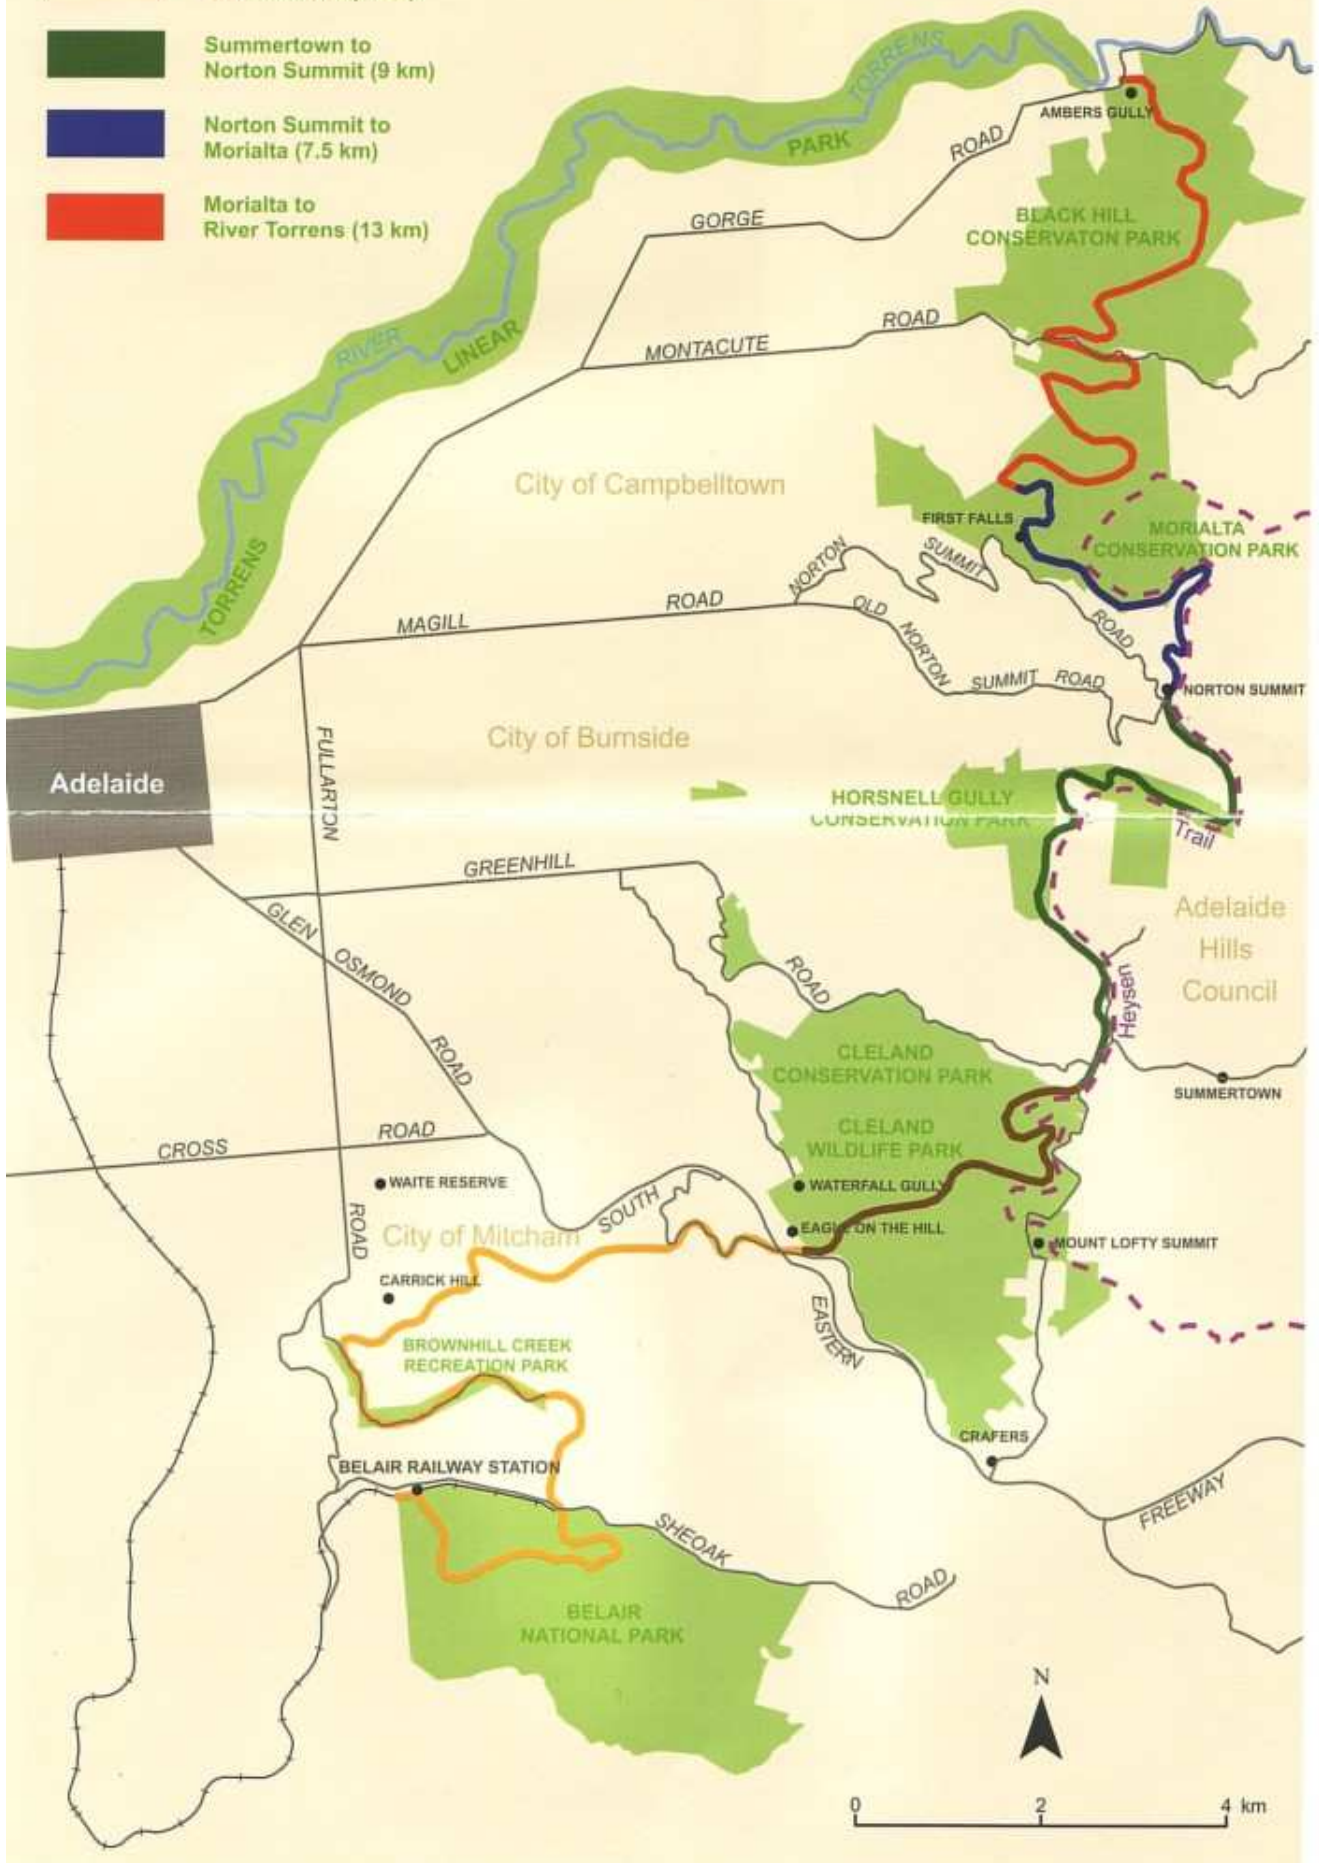 Summertown to
Norton Summit (9 km)
Norton Summit to
Morialta (7.5 km)
Morialta to
River Torrens (13 km)
TORRENS
PARK
AMBERS GULLY
ROAD
GORGE
BLACK HILL
CONSERVATON PARK
RIVER
LINEAR
MONTACUTE
ROAD
City of Campbelltown
FIRST FALLS
MORIALTA
CONSERVATION PARK
TORRENS
NORTON
SUMMIT
ROAD
MAGILL
ROAD
OLD
NORTON
SUMMIT ROAD
NORTON SUMMIT
City of Burnside
FULLARTON
Adelaide
HORSNELL GULLY
CONSERVATION PARK
Trail
GREENHILL
ROAD
GLEN
OSMOND
ROAD
Adelaide
Hills
Council
Heysen
CLELAND
CONSERVATION PARK
SUMMERTOWN
CLELAND
WILDLIFE PARK
CROSS
ROAD
WAITE RESERVE
WATERFALL GULLY
SOUTH
ROAD
City of Mitcham
EAGLE ON THE HILL
MOUNT LOFTY SUMMIT
CARRICK HILL
EASTERN
BROWNHILL CREEK
RECREATION PARK
CRAFERS
BELAIR RAILWAY STATION
FREEWAY
SHEOAK
ROAD
BELAIR
NATIONAL PARK
N
0 2 4 km